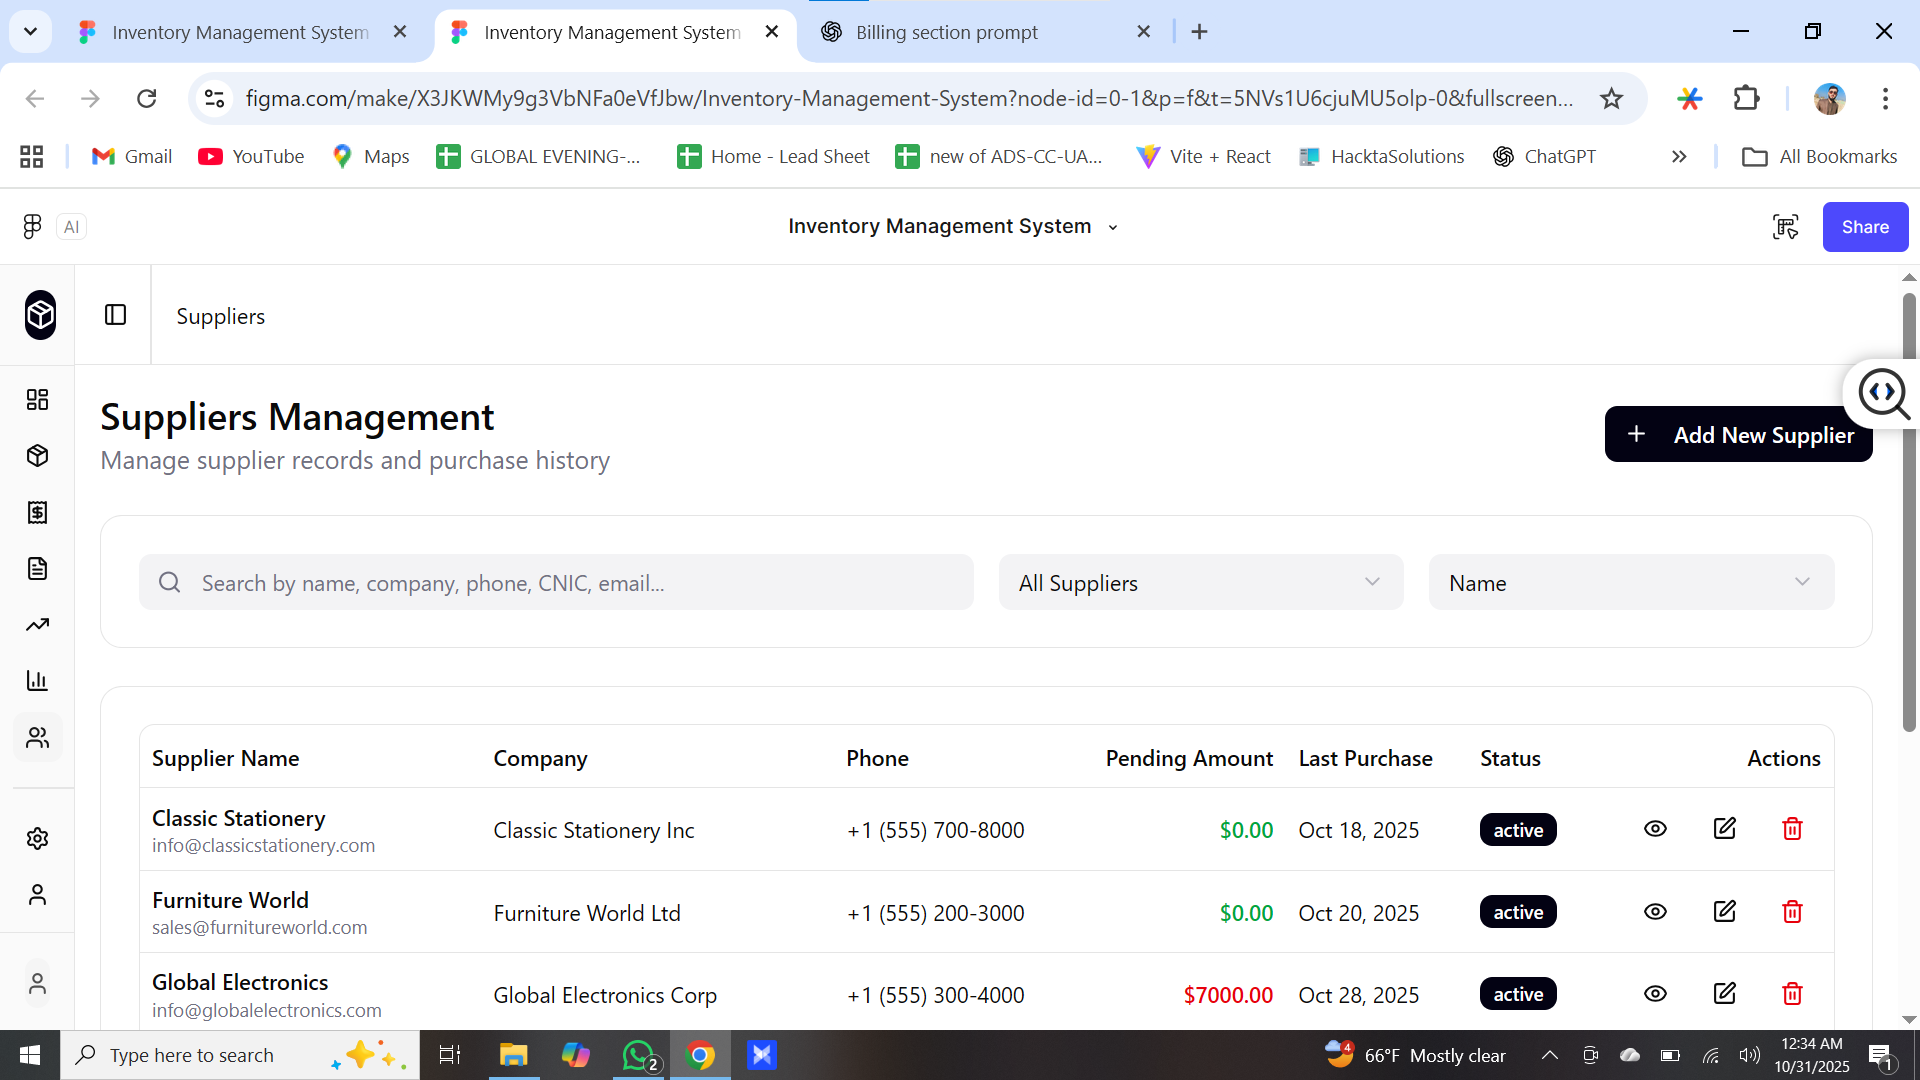 Inventory Management System
Inventory Management System
Billing section prompt
figma.com/make/X3JKWMy9g3VbNFa0eVfJbw/Inventory-Management-System?node-id=0-1&p=f&t=5NVs1U6cjuMU5olp-0&fullscreen...
Gmail YouTube Maps GLOBAL EVENING-... Home - Lead Sheet new of ADS-CC-UA... Vite + React HacktaSolutions ChatGPT » All Bookmarks
AI
Inventory Management System
Share
Suppliers
Suppliers Management
Manage supplier records and purchase history
+ Add New Supplier
Search by name, company, phone, CNIC, email...
All Suppliers
Name
Supplier Name Company Phone Pending Amount Last Purchase Status Actions
Classic Stationery
info@classicstationery.com
Classic Stationery Inc +1 (555) 700-8000 $0.00 Oct 18, 2025 active
Furniture World
sales@furnitureworld.com
Furniture World Ltd +1 (555) 200-3000 $0.00 Oct 20, 2025 active
Global Electronics
info@globalelectronics.com
Global Electronics Corp +1 (555) 300-4000 $7000.00 Oct 28, 2025 active
Type here to search
2
4
66°F Mostly clear
12:34 AM
10/31/2025
1